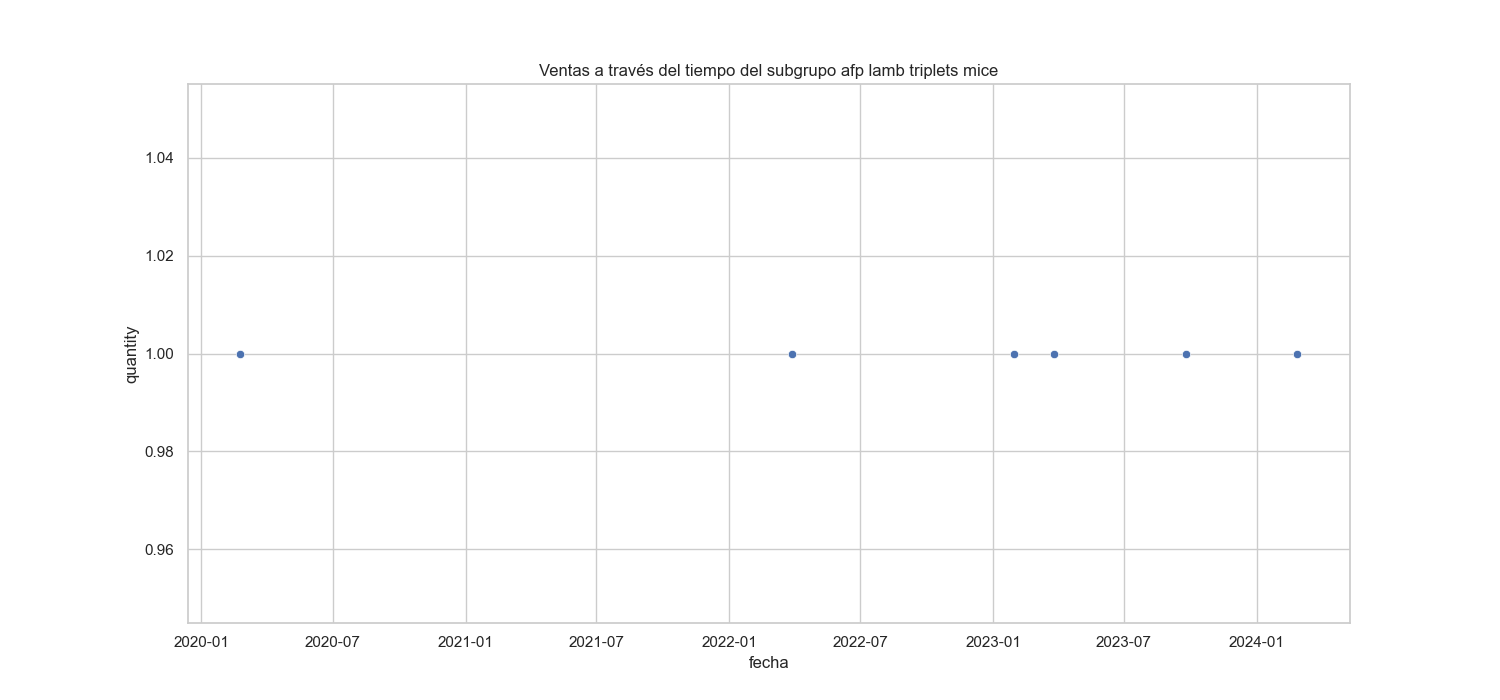 Ventas a través del tiempo del subgrupo afp lamb triplets mice
1.04
1.02
1.00
0.98
0.96
quantity
2020-01 2020-07 2021-01 2021-07 2022-01 2022-07 2023-01 2023-07 2024-01
fecha